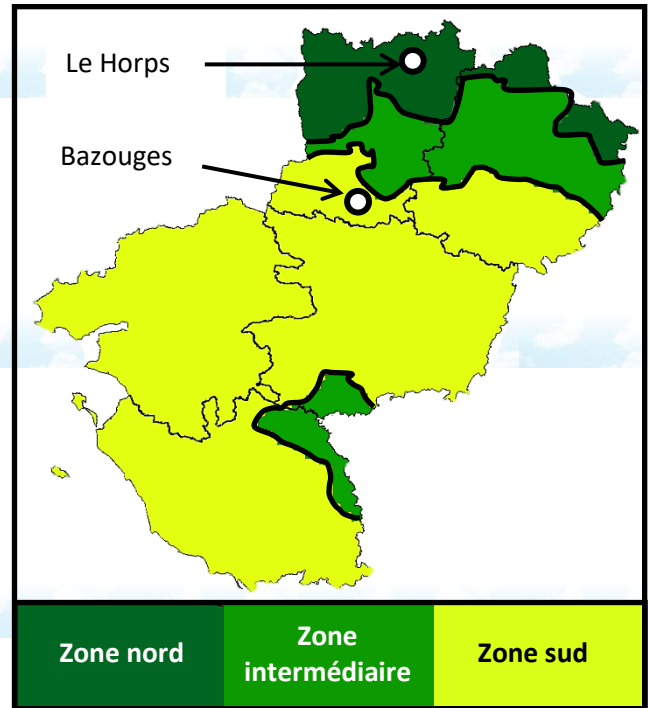 Le Horps
Bazouges
Zone nord
Zone
intermédiaire
Zone sud